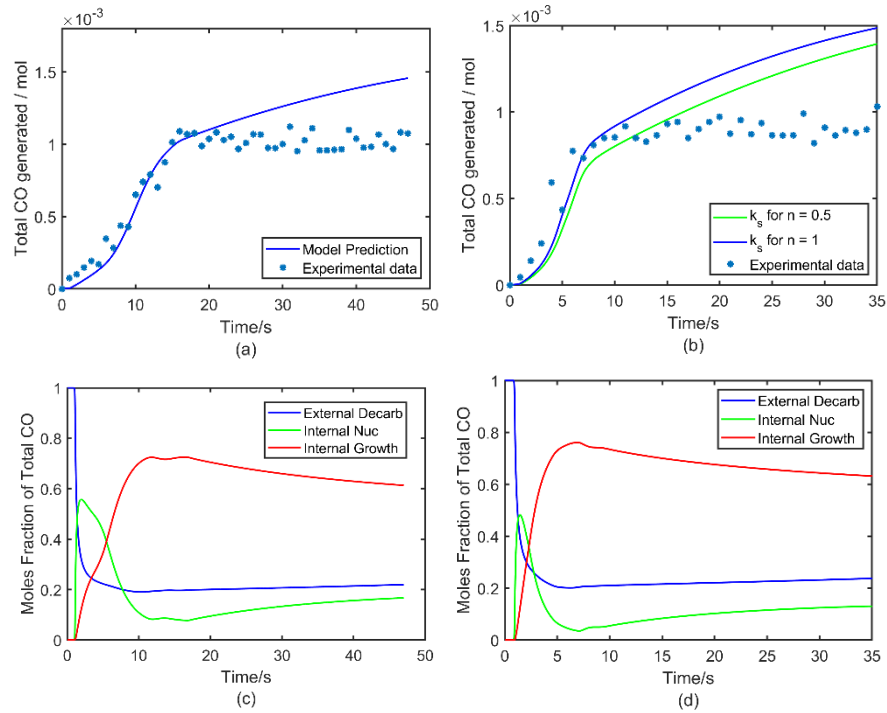 ×10⁻³
1.5
1
0.5
0
Total CO generated / mol
Model Prediction
Experimental data
0 10 20 30 40 50
Time/s
(a)
×10⁻³
1.5
1
0.5
0
Total CO generated / mol
kₛ for n = 0.5
kₛ for n = 1
Experimental data
0 5 10 15 20 25 30 35
Time/s
(b)
1
0.8
0.6
0.4
0.2
0
Moles Fraction of Total CO
External Decarb
Internal Nuc
Internal Growth
0 10 20 30 40 50
Time/s
(c)
1
0.8
0.6
0.4
0.2
0
Moles Fraction of Total CO
External Decarb
Internal Nuc
Internal Growth
0 5 10 15 20 25 30 35
Time/s
(d)